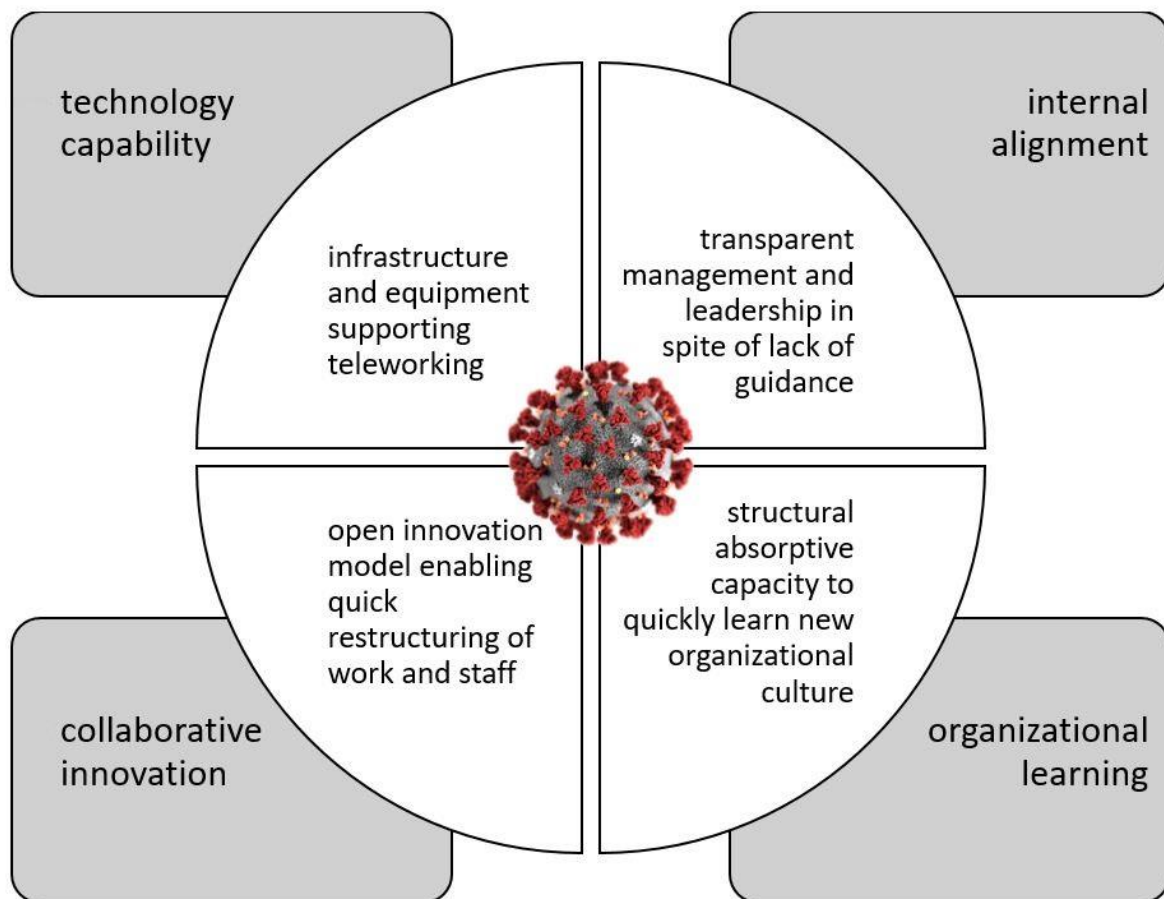 technology
capability
internal
alignment
infrastructure
and equipment
supporting
teleworking
transparent
management and
leadership in
spite of lack of
guidance
open innovation
model enabling
quick
restructuring of
work and staff
structural
absorptive
capacity to
quickly learn new
organizational
culture
collaborative
innovation
organizational
learning